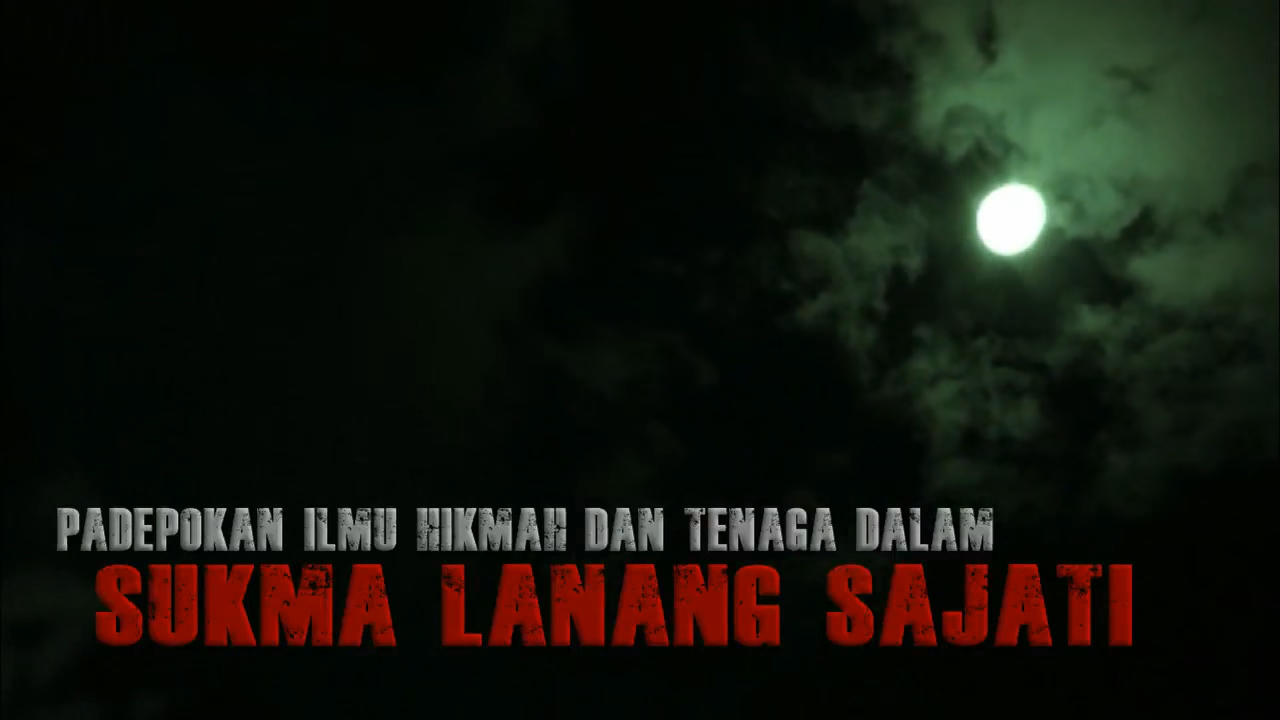 PADEPOKAN ILMU HIKMAH DAN TENAGA DALAM
SUKMA LANANG SAJATI